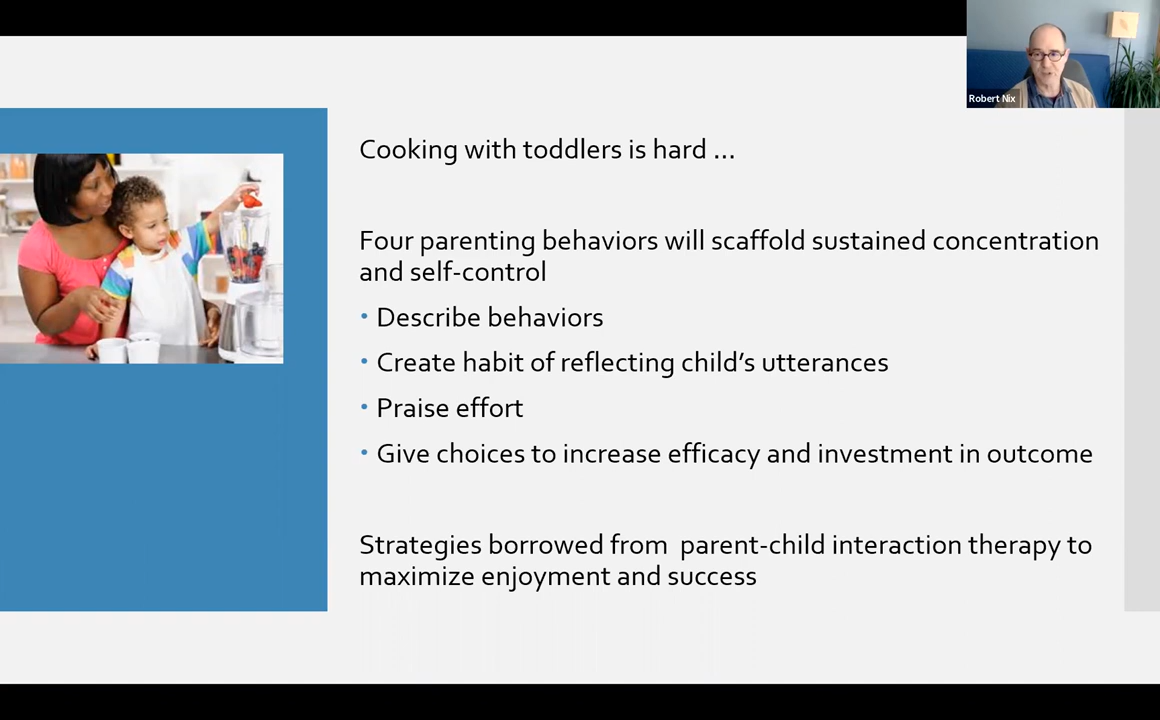 Robert Nix
Cooking with toddlers is hard ...
Four parenting behaviors will scaffold sustained concentration
and self-control
• Describe behaviors
• Create habit of reflecting child's utterances
• Praise effort
• Give choices to increase efficacy and investment in outcome
Strategies borrowed from  parent-child interaction therapy to
maximize enjoyment and success